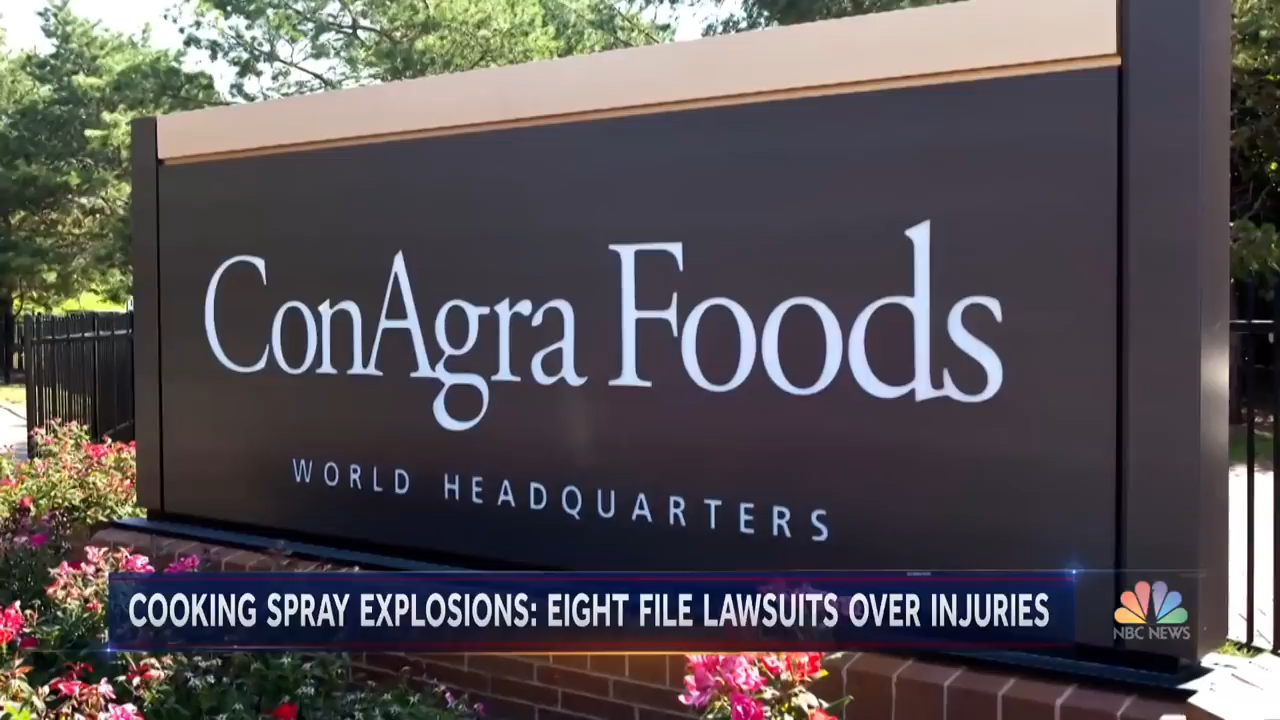 ConAgra Foods
WORLD HEADQUARTERS
COOKING SPRAY EXPLOSIONS: EIGHT FILE LAWSUITS OVER INJURIES
NBC NEWS